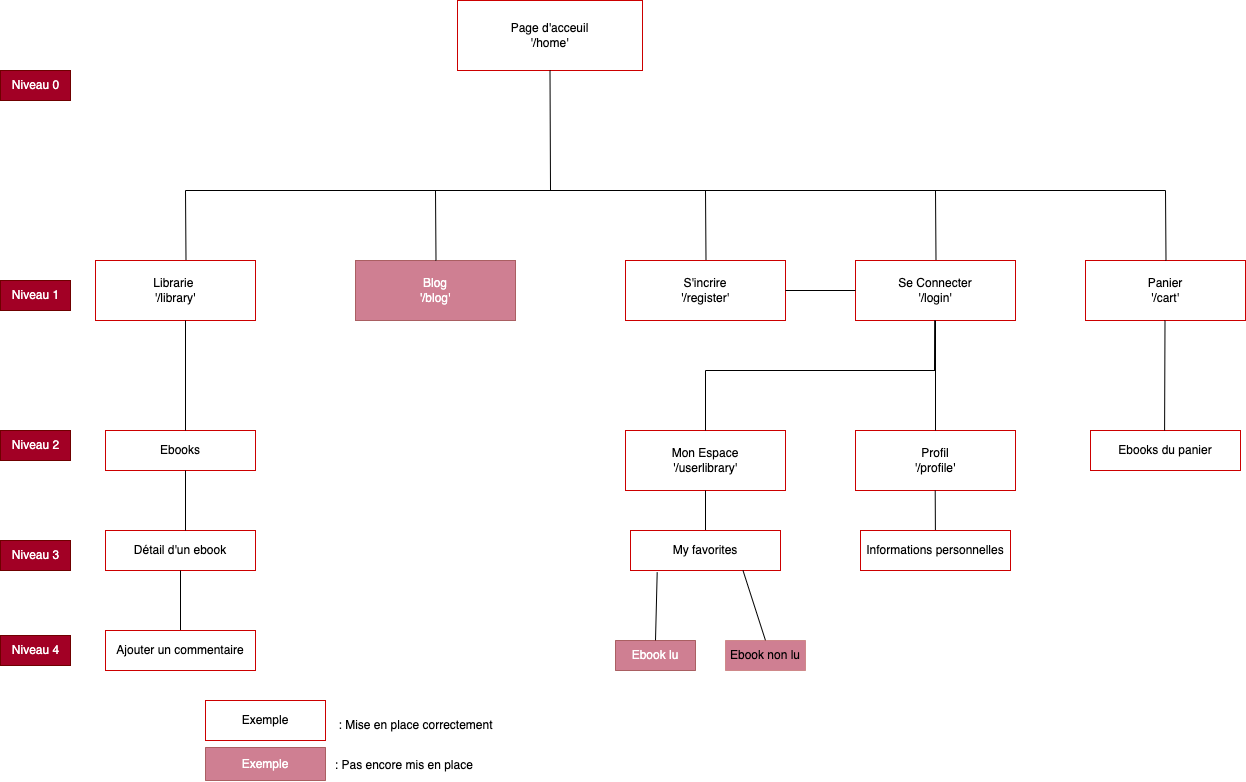 Page d'acceuil
'/home'
Niveau 0
Librarie
'/library'
Blog
'/blog'
S'incrire
'/register'
Se Connecter
'/login'
Panier
'/cart'
Niveau 1
Niveau 2
Ebooks
Mon Espace
'/userlibrary'
Profil
'/profile'
Ebooks du panier
Niveau 3
Détail d'un ebook
My favorites
Informations personnelles
Niveau 4
Ajouter un commentaire
Ebook lu
Ebook non lu
Exemple
: Mise en place correctement
Exemple
: Pas encore mis en place